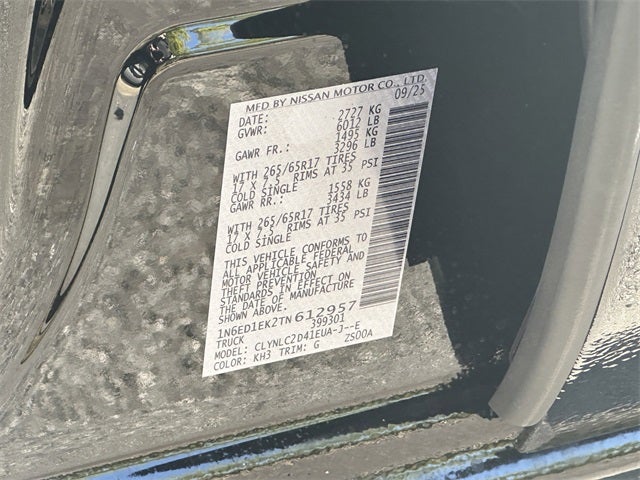 MFD BY NISSAN MOTOR CO., LTD.
DATE: 09/25
GVWR: 2727 KG
6012 LB
GAWR FR.: 1495 KG
3296 LB
WITH 265/65R17 TIRES
17 X 7.5 RIMS AT 35 PSI
COLD SINGLE
GAWR RR.: 1558 KG
3434 LB
WITH 265/65R17 TIRES
17 X 7.5 RIMS AT 35 PSI
COLD SINGLE
THIS VEHICLE CONFORMS TO
ALL APPLICABLE FEDERAL
MOTOR VEHICLE SAFETY AND
THEFT PREVENTION
STANDARDS IN EFFECT ON
THE DATE OF MANUFACTURE
SHOWN ABOVE.
1N6ED1EK2TN612957
TRUCK 399301
MODEL: CLYNLC2D41EUA-J--E
COLOR: KH3 TRIM: G ZS00A